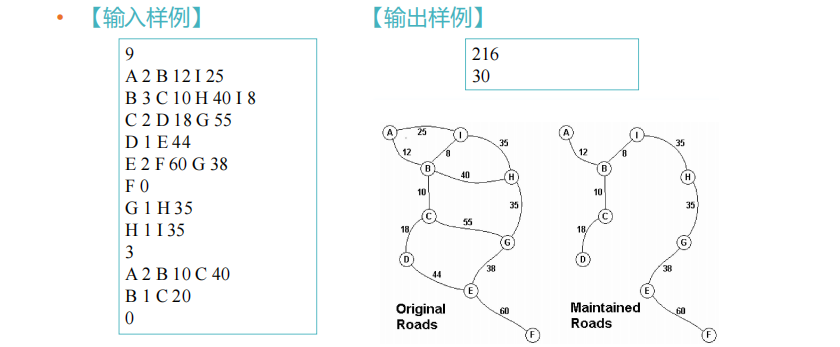 • 【输入样例】 【输出样例】
9
A 2 B 12 I 25
B 3 C 10 H 40 I 8
C 2 D 18 G 55
D 1 E 44
E 2 F 60 G 38
F 0
G 1 H 35
H 1 I 35
3
A 2 B 10 C 40
B 1 C 20
0
216
30
A 25 I
12 8 35
B 40 H
10 35
C 55
18 G
D 38
44 E
60
F
Original
Roads
A I
12 8 35
B H
10 35
C
18 G
D 38
E
60
F
Maintained
Roads